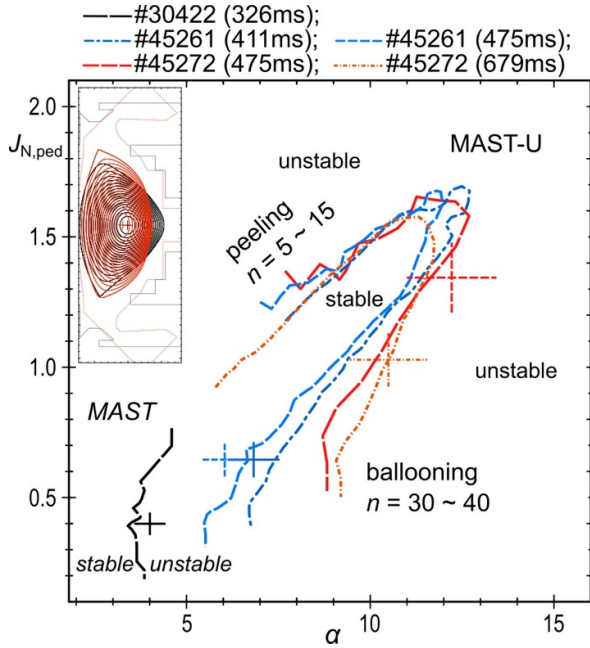 #30422 (326ms);
#45261 (411ms); #45261 (475ms);
#45272 (475ms); #45272 (679ms)
2.0
J_N,ped
MAST-U
unstable
peeling
n = 5 ~ 15
1.5
stable
1.0
unstable
MAST
ballooning
n = 30 ~ 40
0.5
stable unstable
5 10 15
α